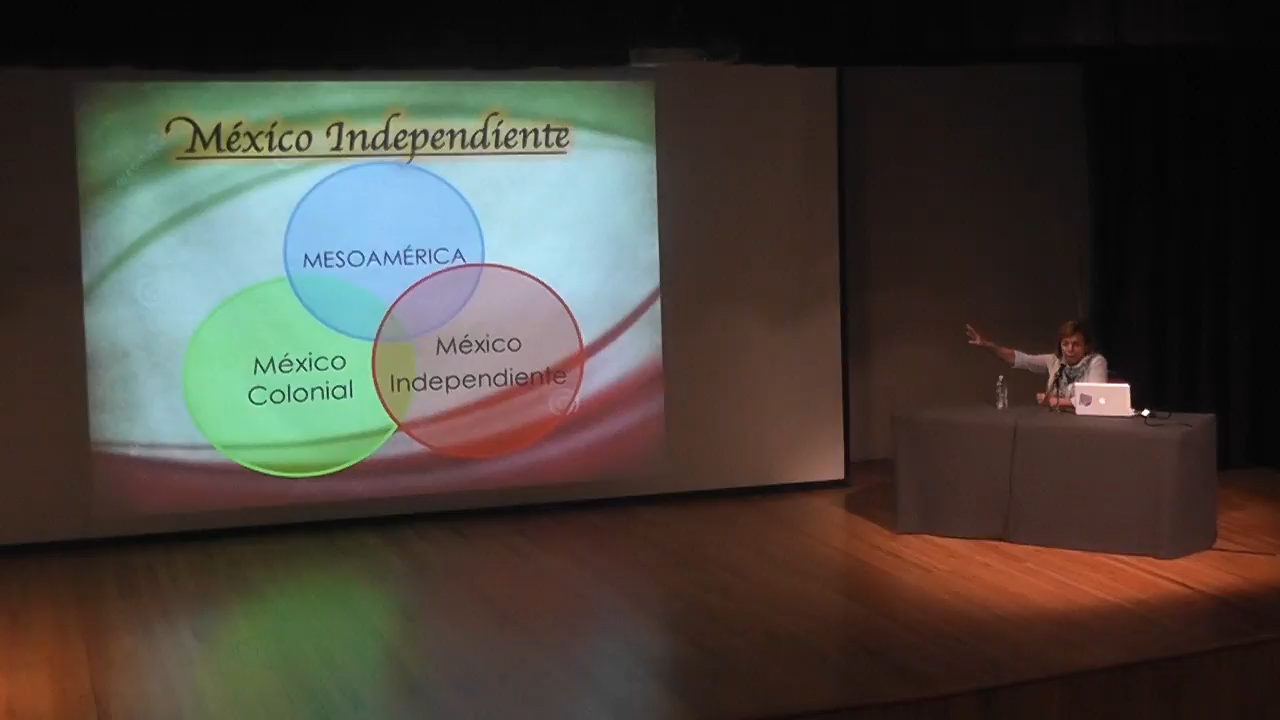 México Independiente
MESOAMÉRICA
México
Colonial
México
Independiente